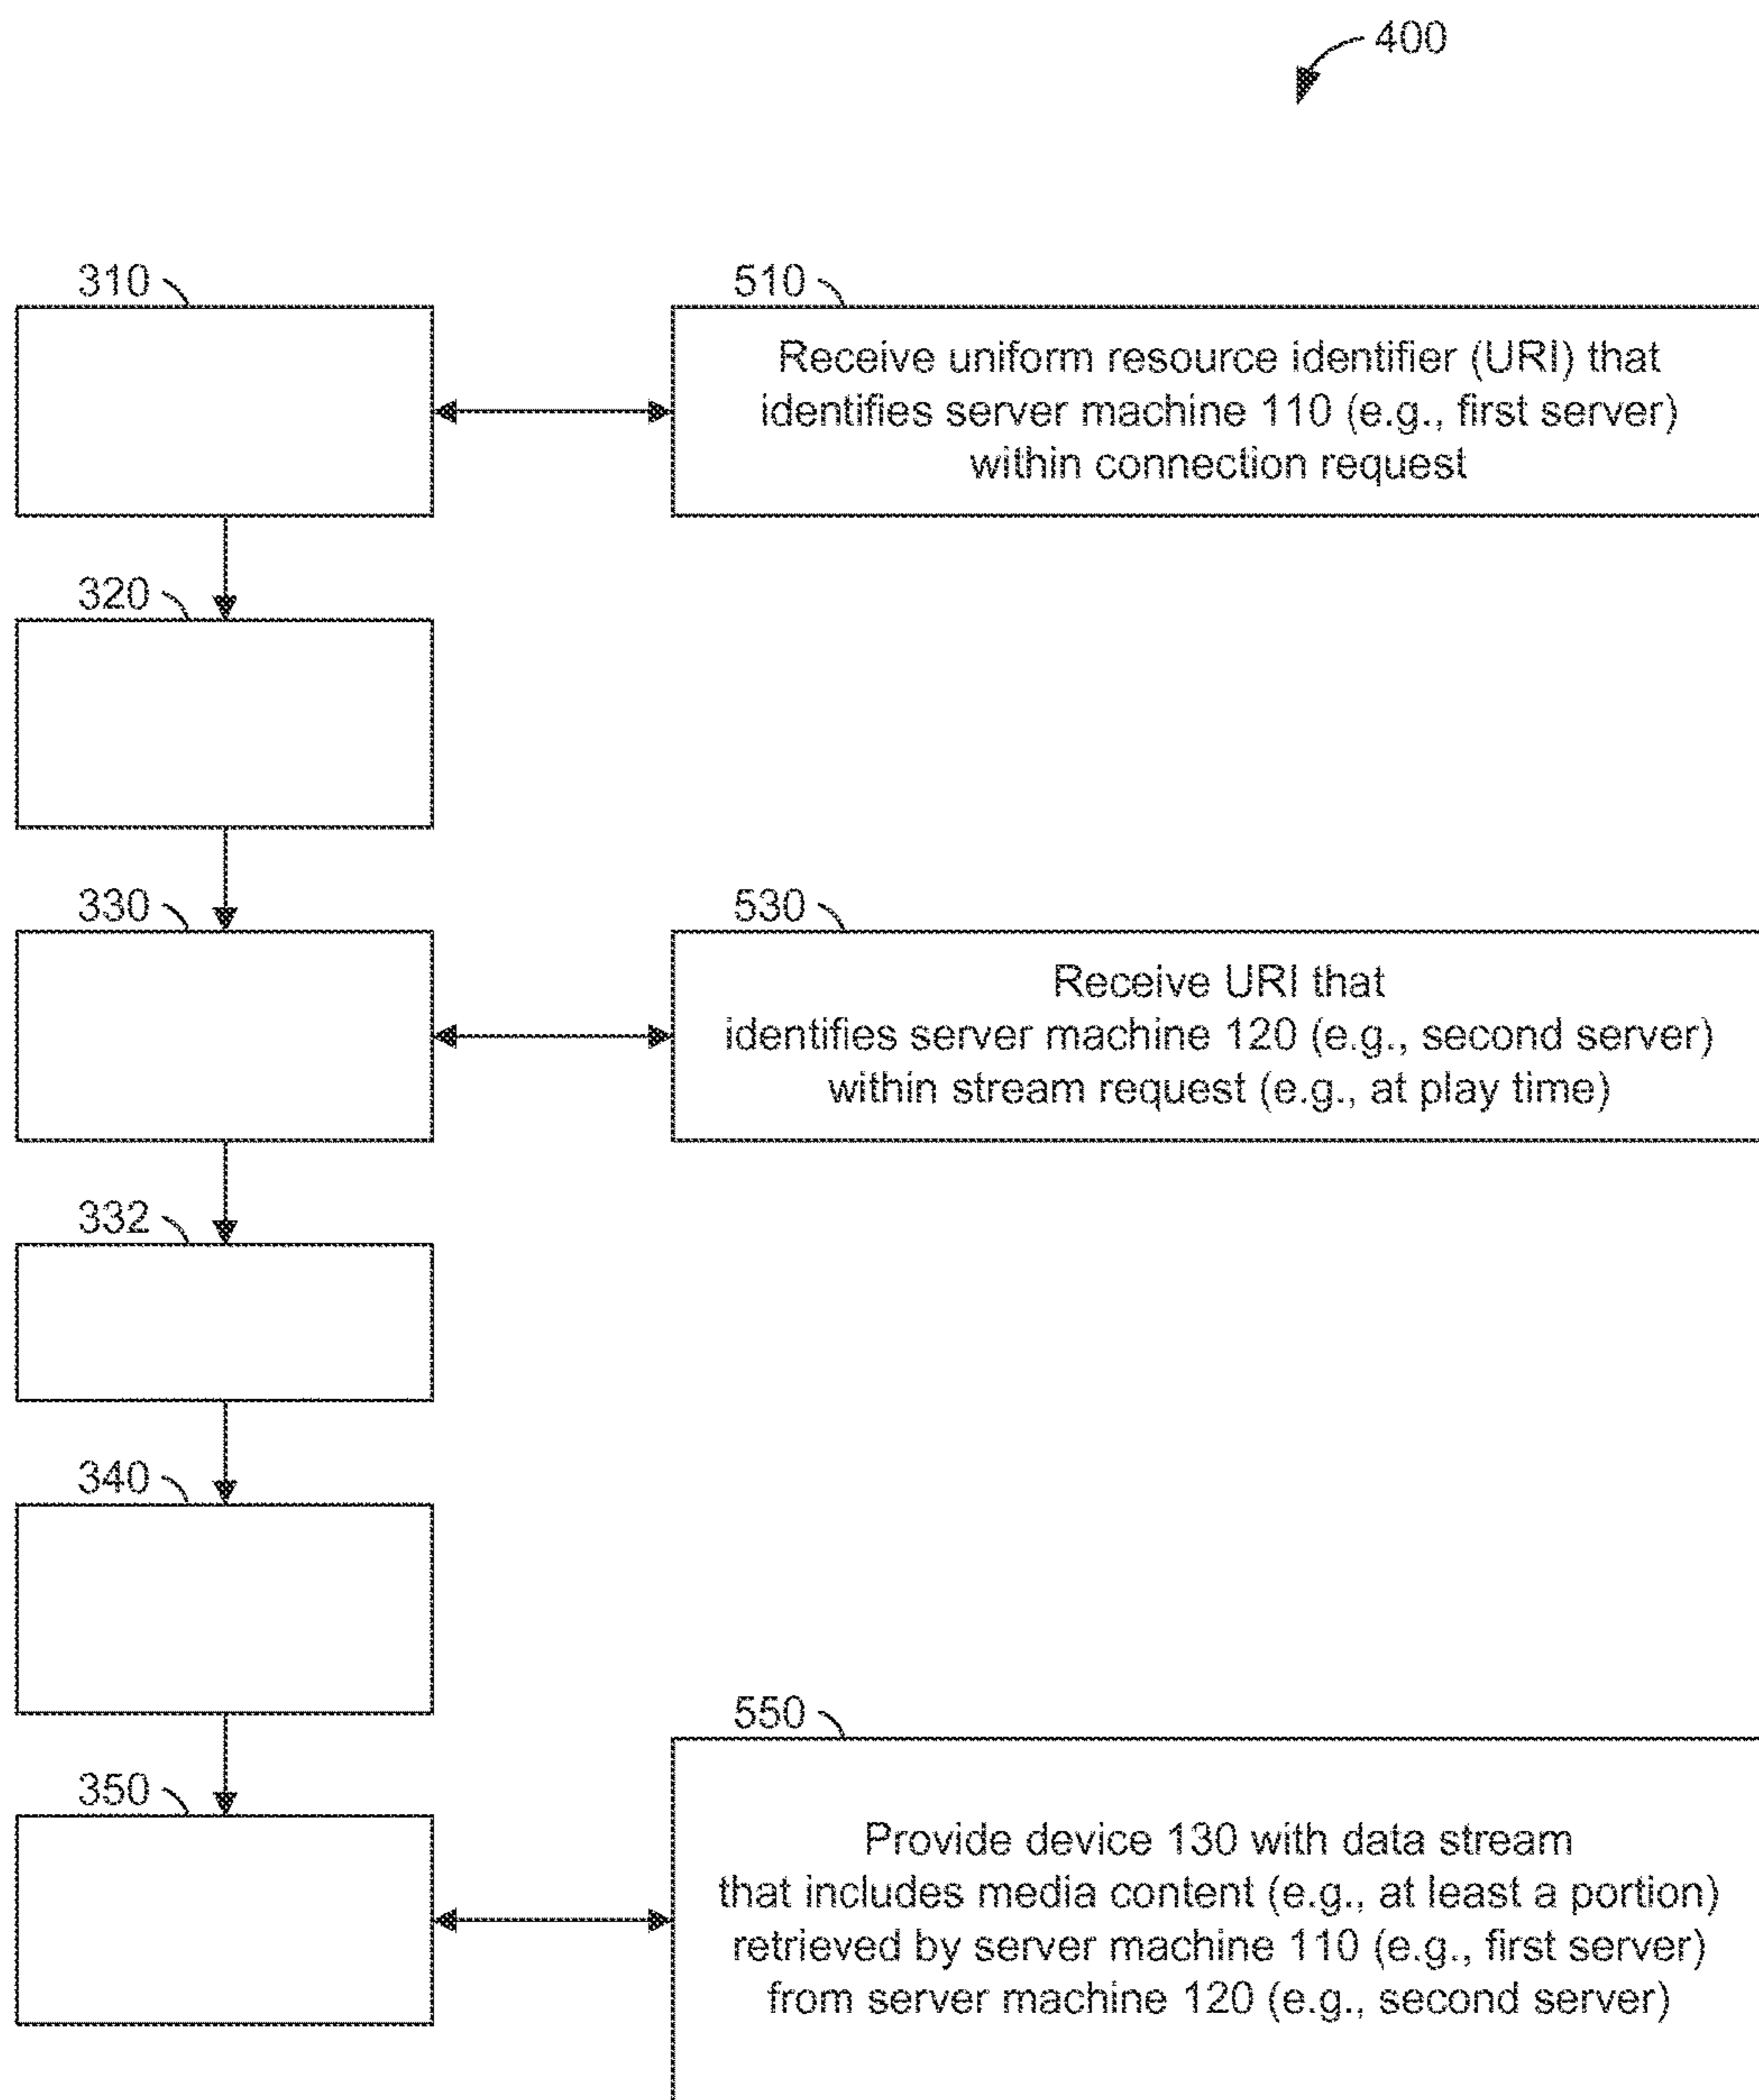 400
310
510
Receive uniform resource identifier (URI) that
identifies server machine 110 (e.g., first server)
within connection request
320
330
530
Receive URI that
identifies server machine 120 (e.g., second server)
within stream request (e.g., at play time)
332
340
350
550
Provide device 130 with data stream
that includes media content (e.g., at least a portion)
retrieved by server machine 110 (e.g., first server)
from server machine 120 (e.g., second server)